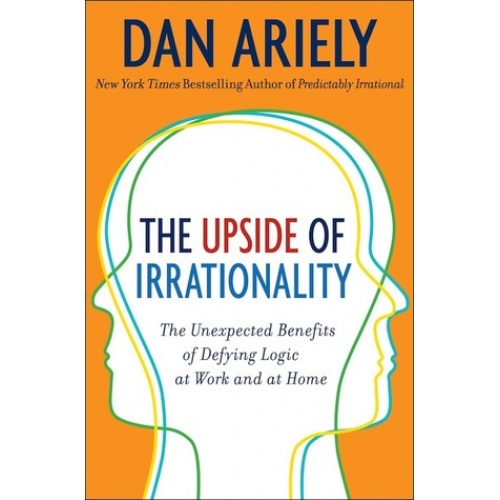 DAN ARIELY
New York Times Bestselling Author of Predictably Irrational
THE UPSIDE OF
IRRATIONALITY
The Unexpected Benefits
of Defying Logic
at Work and at Home